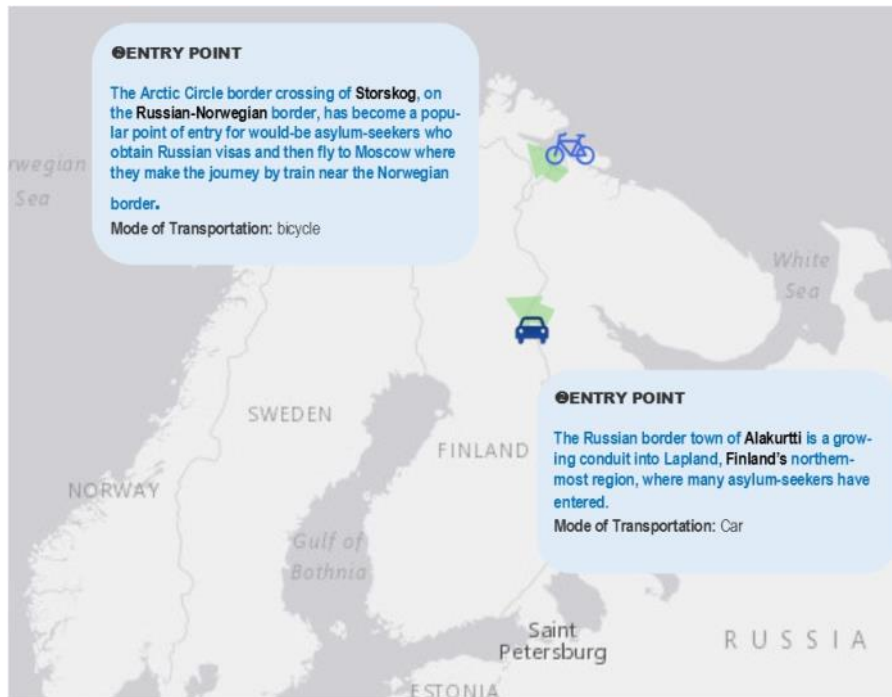 ❷ENTRY POINT
The Arctic Circle border crossing of Storskog, on
the Russian-Norwegian border, has become a popu-
lar point of entry for would-be asylum-seekers who
obtain Russian visas and then fly to Moscow where
they make the journey by train near the Norwegian
border.
Mode of Transportation: bicycle
rwegian
Sea
White
Sea
❷ENTRY POINT
The Russian border town of Alakurtti is a grow-
ing conduit into Lapland, Finland's northern-
most region, where many asylum-seekers have
entered.
Mode of Transportation: Car
SWEDEN
FINLAND
NORWAY
Gulf of
Bothnia
Saint
Petersburg
RUSSIA
ESTONIA